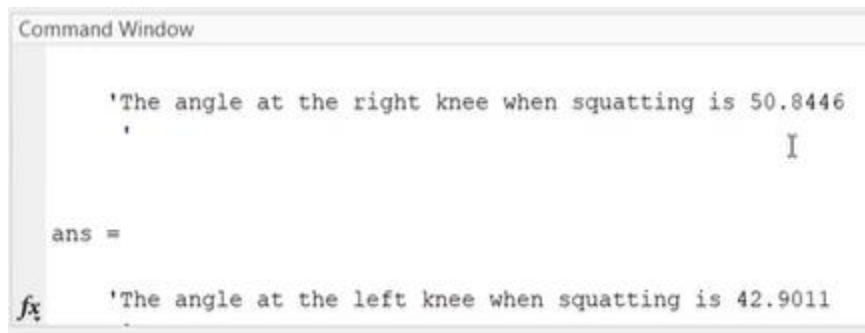 Command Window
'The angle at the right knee when squatting is 50.8446
'
ans =
'The angle at the left knee when squatting is 42.9011
fx